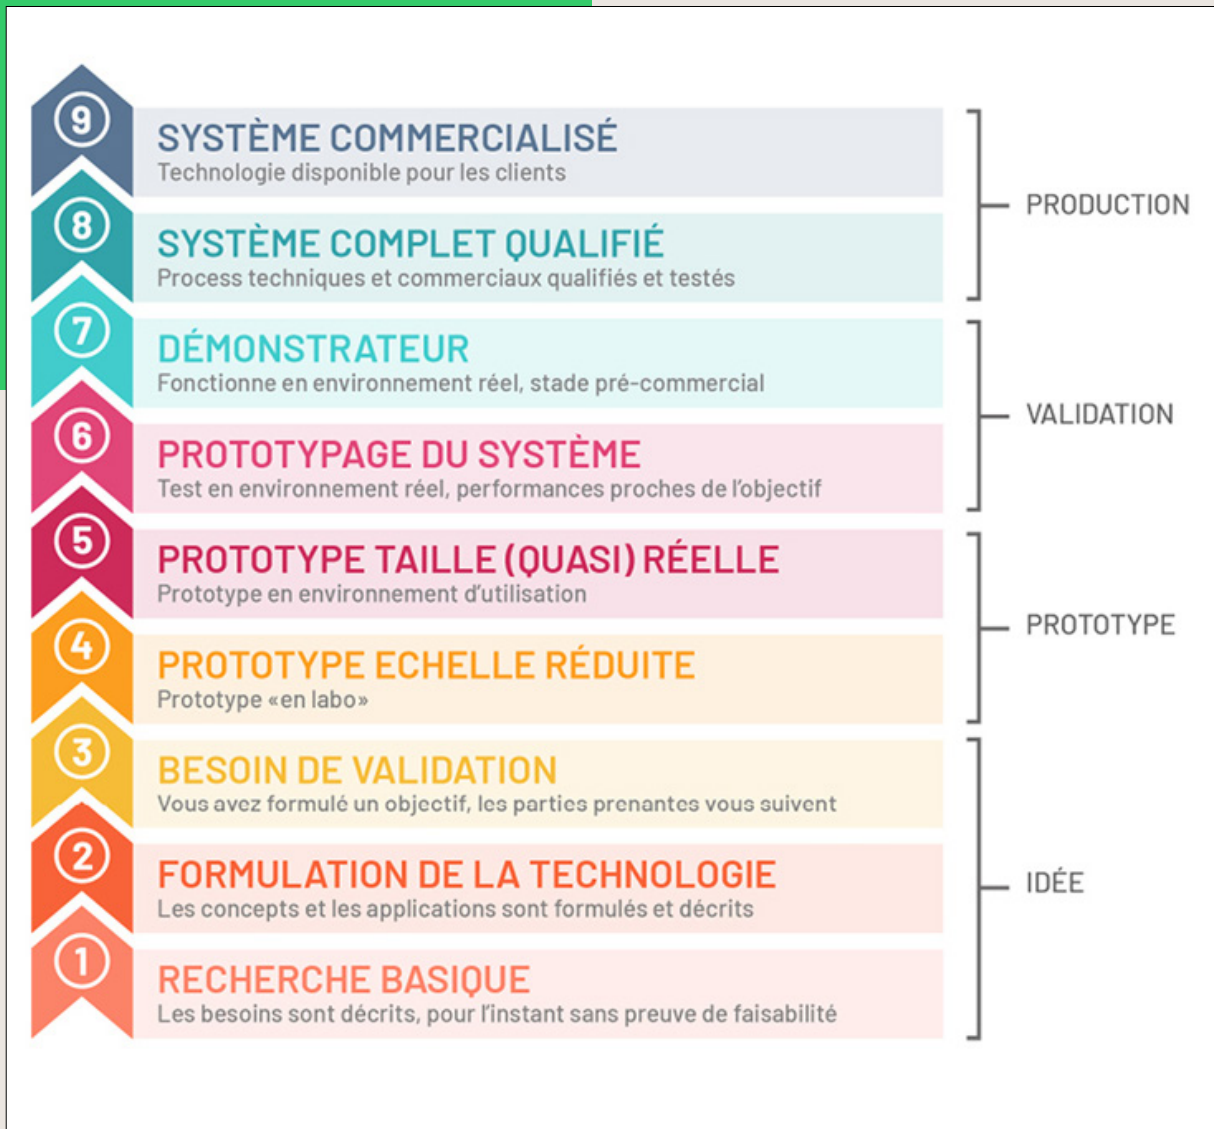 9
SYSTÈME COMMERCIALISÉ
Technologie disponible pour les clients
8
SYSTÈME COMPLET QUALIFIÉ
Process techniques et commerciaux qualifiés et testés
PRODUCTION
7
DÉMONSTRATEUR
Fonctionne en environnement réel, stade pré-commercial
6
PROTOTYPAGE DU SYSTÈME
Test en environnement réel, performances proches de l'objectif
VALIDATION
5
PROTOTYPE TAILLE (QUASI) RÉELLE
Prototype en environnement d'utilisation
4
PROTOTYPE ECHELLE RÉDUITE
Prototype «en labo»
PROTOTYPE
3
BESOIN DE VALIDATION
Vous avez formulé un objectif, les parties prenantes vous suivent
2
FORMULATION DE LA TECHNOLOGIE
Les concepts et les applications sont formulés et décrits
1
RECHERCHE BASIQUE
Les besoins sont décrits, pour l'instant sans preuve de faisabilité
IDÉE